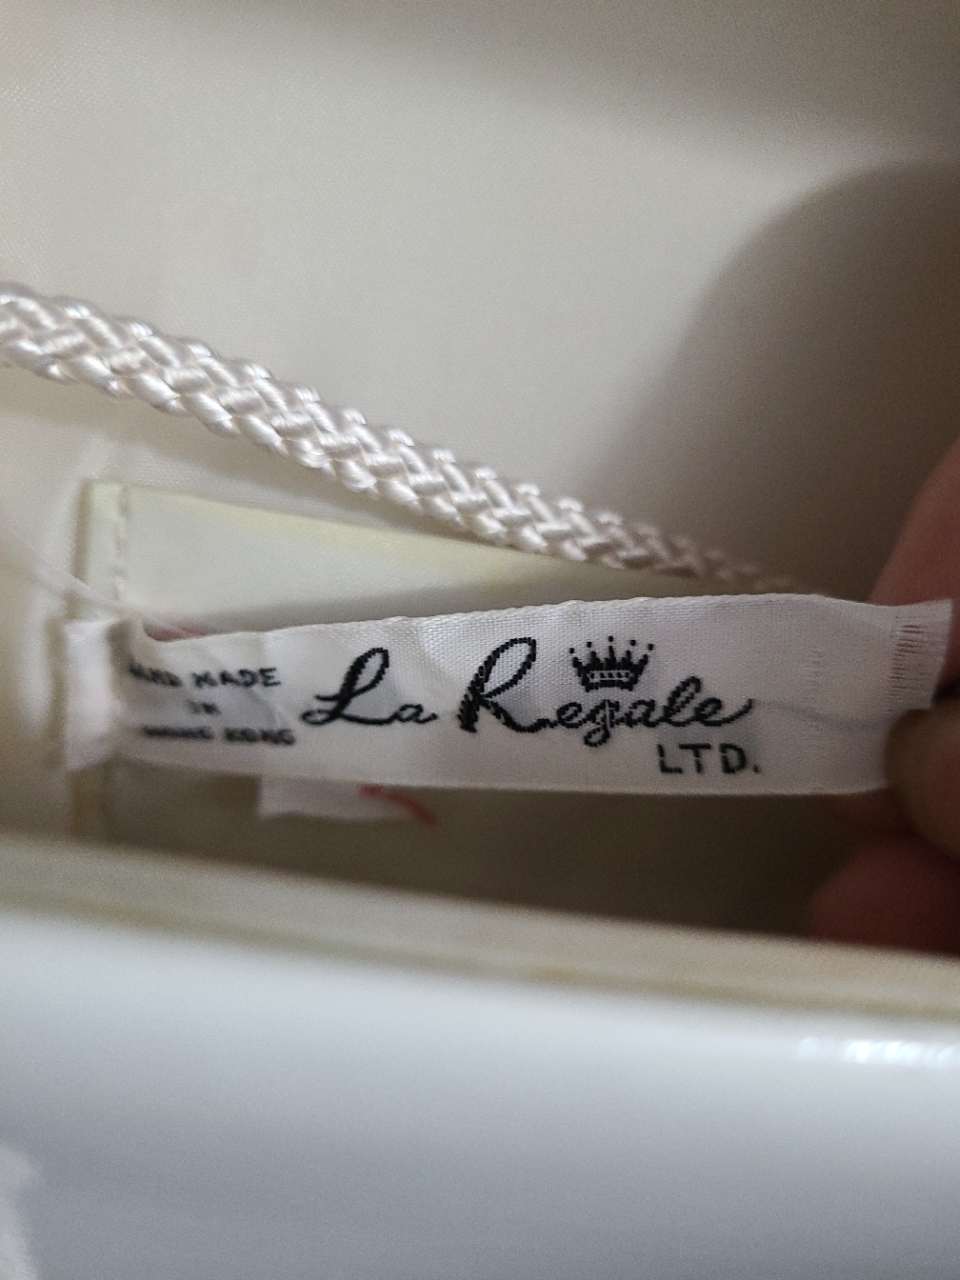 HAND MADE
IN
HONG KONG
La Regale
LTD.